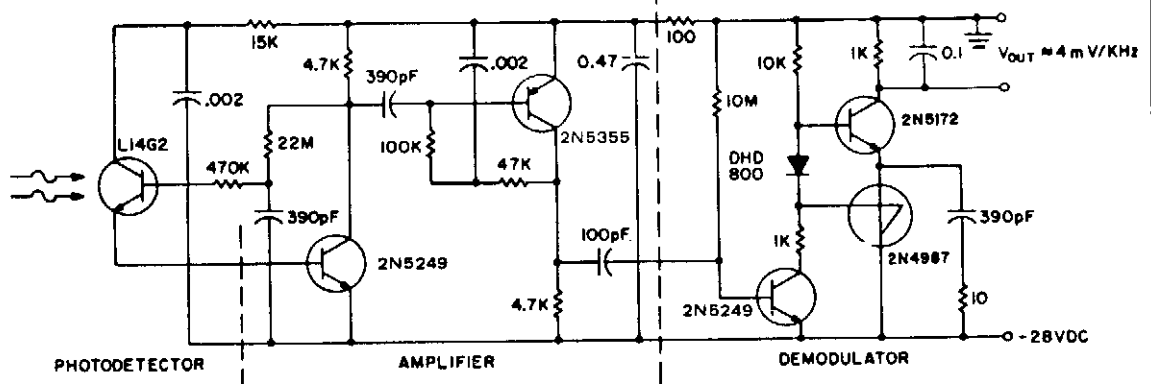 15K
100
4.7K
390pF
.002
0.47
10K
1K
0.1
VOUT ≈ 4mV/KHz
.002
10M
2N5355
2N5172
L14G2
22M
100K
DHD
800
470K
47K
390pF
100pF
1K
390pF
2N4987
2N5249
4.7K
2N5249
10
-28VDC
PHOTODETECTOR
AMPLIFIER
DEMODULATOR